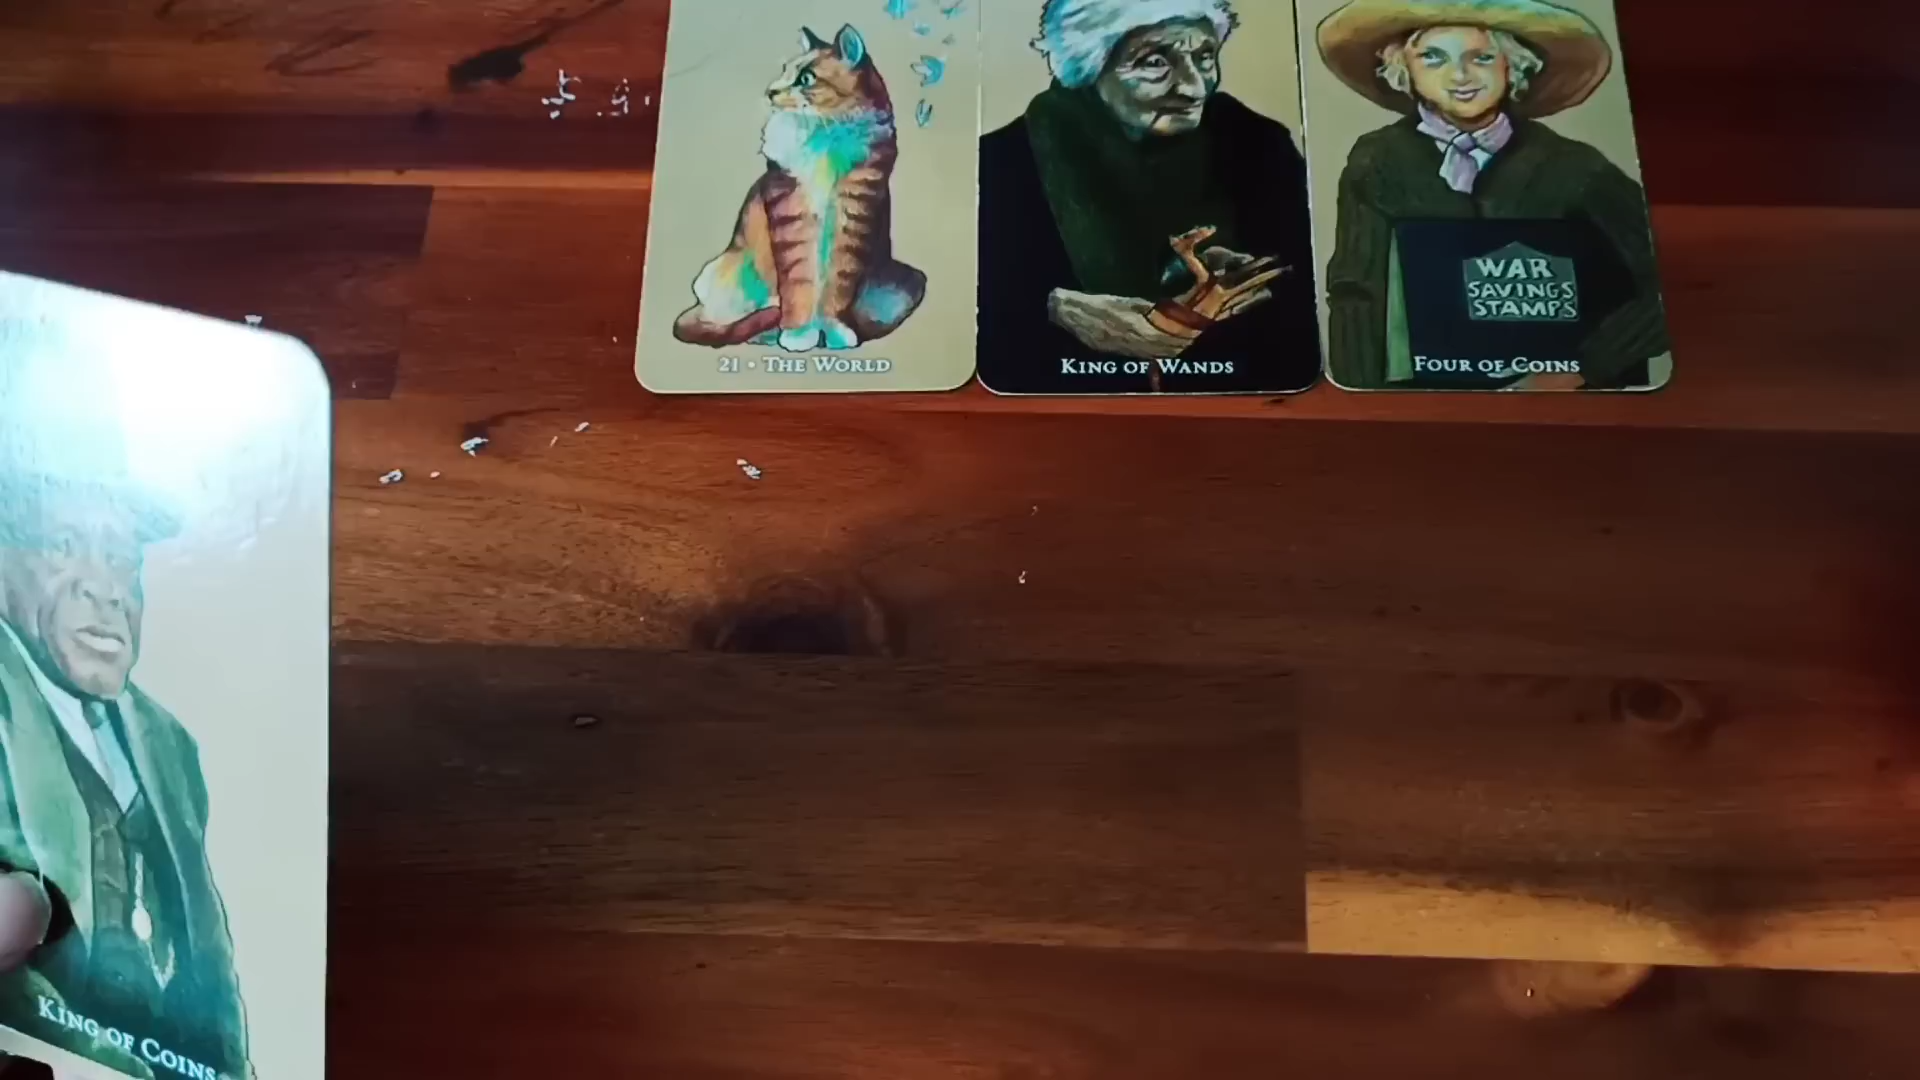 WAR
SAVINGS
STAMPS
21 • THE WORLD
KING OF WANDS
FOUR OF COINS
KING OF COINS